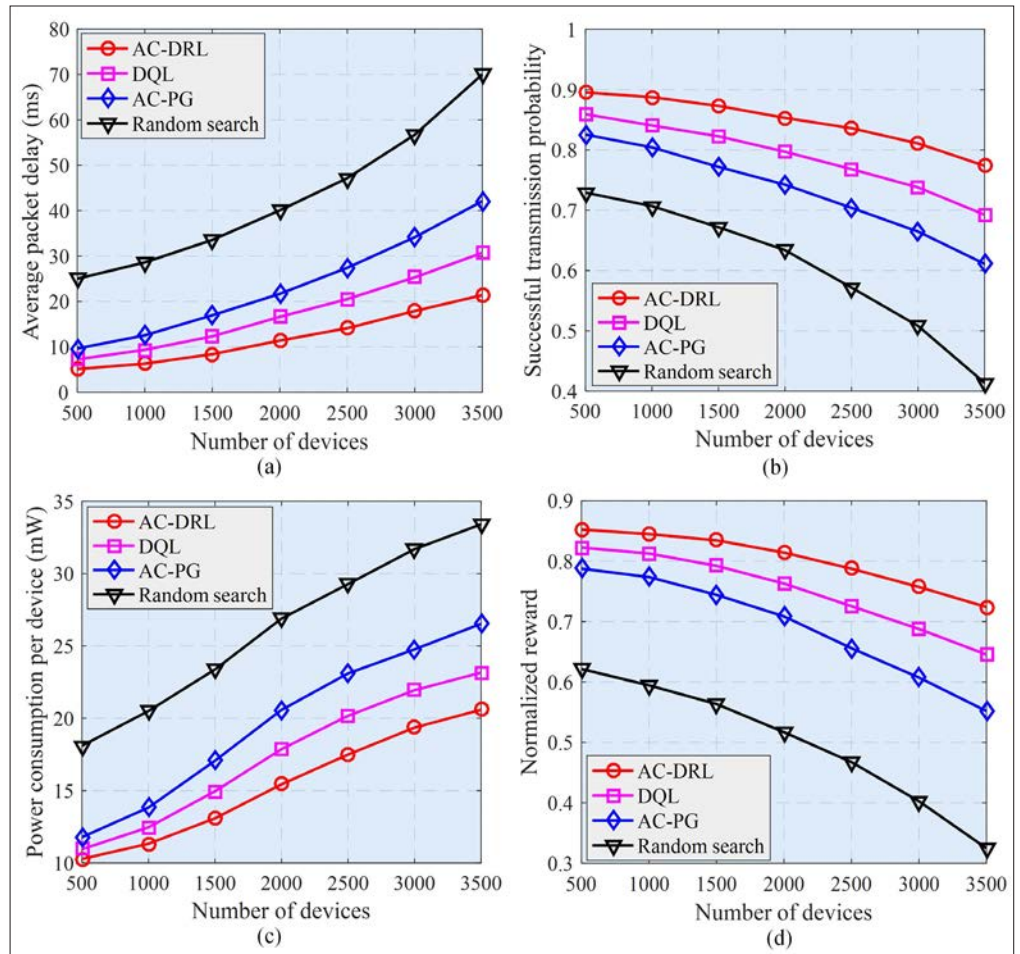 80
70
60
50
40
30
20
10
0
Average packet delay (ms)
AC-DRL
DQL
AC-PG
Random search
500 1000 1500 2000 2500 3000 3500
Number of devices
(a)
1
0.9
0.8
0.7
0.6
0.5
0.4
Successful transmission probability
AC-DRL
DQL
AC-PG
Random search
500 1000 1500 2000 2500 3000 3500
Number of devices
(b)
35
30
25
20
15
10
Power consumption per device (mW)
AC-DRL
DQL
AC-PG
Random search
500 1000 1500 2000 2500 3000 3500
Number of devices
(c)
0.9
0.8
0.7
0.6
0.5
0.4
0.3
Normalized reward
AC-DRL
DQL
AC-PG
Random search
500 1000 1500 2000 2500 3000 3500
Number of devices
(d)